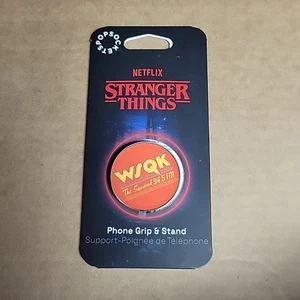 POPSOCKETS
NETFLIX
STRANGER
THINGS
WSQK
The Squawk 94.5 FM
Phone Grip & Stand
Support-Poignée de Téléphone